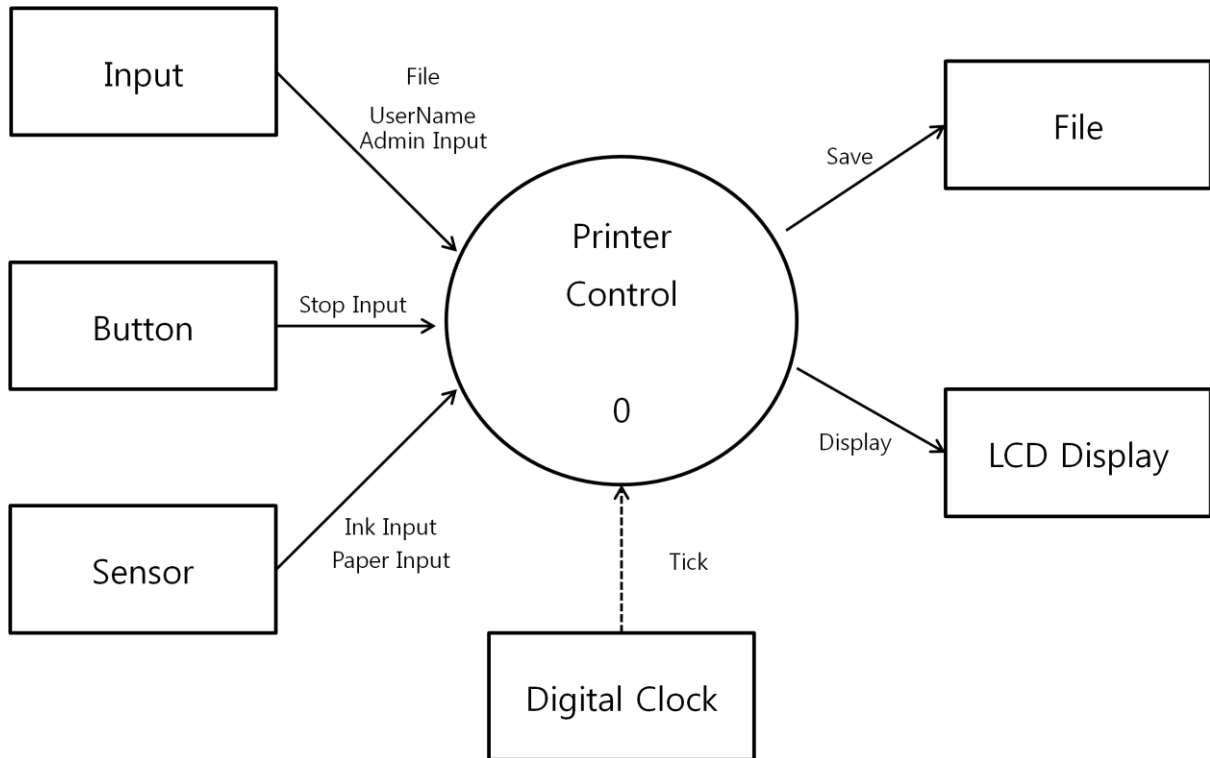 Input
File
UserName
Admin Input
File
Save
Printer
Control
0
Button
Stop Input
LCD Display
Display
Sensor
Ink Input
Paper Input
Tick
Digital Clock